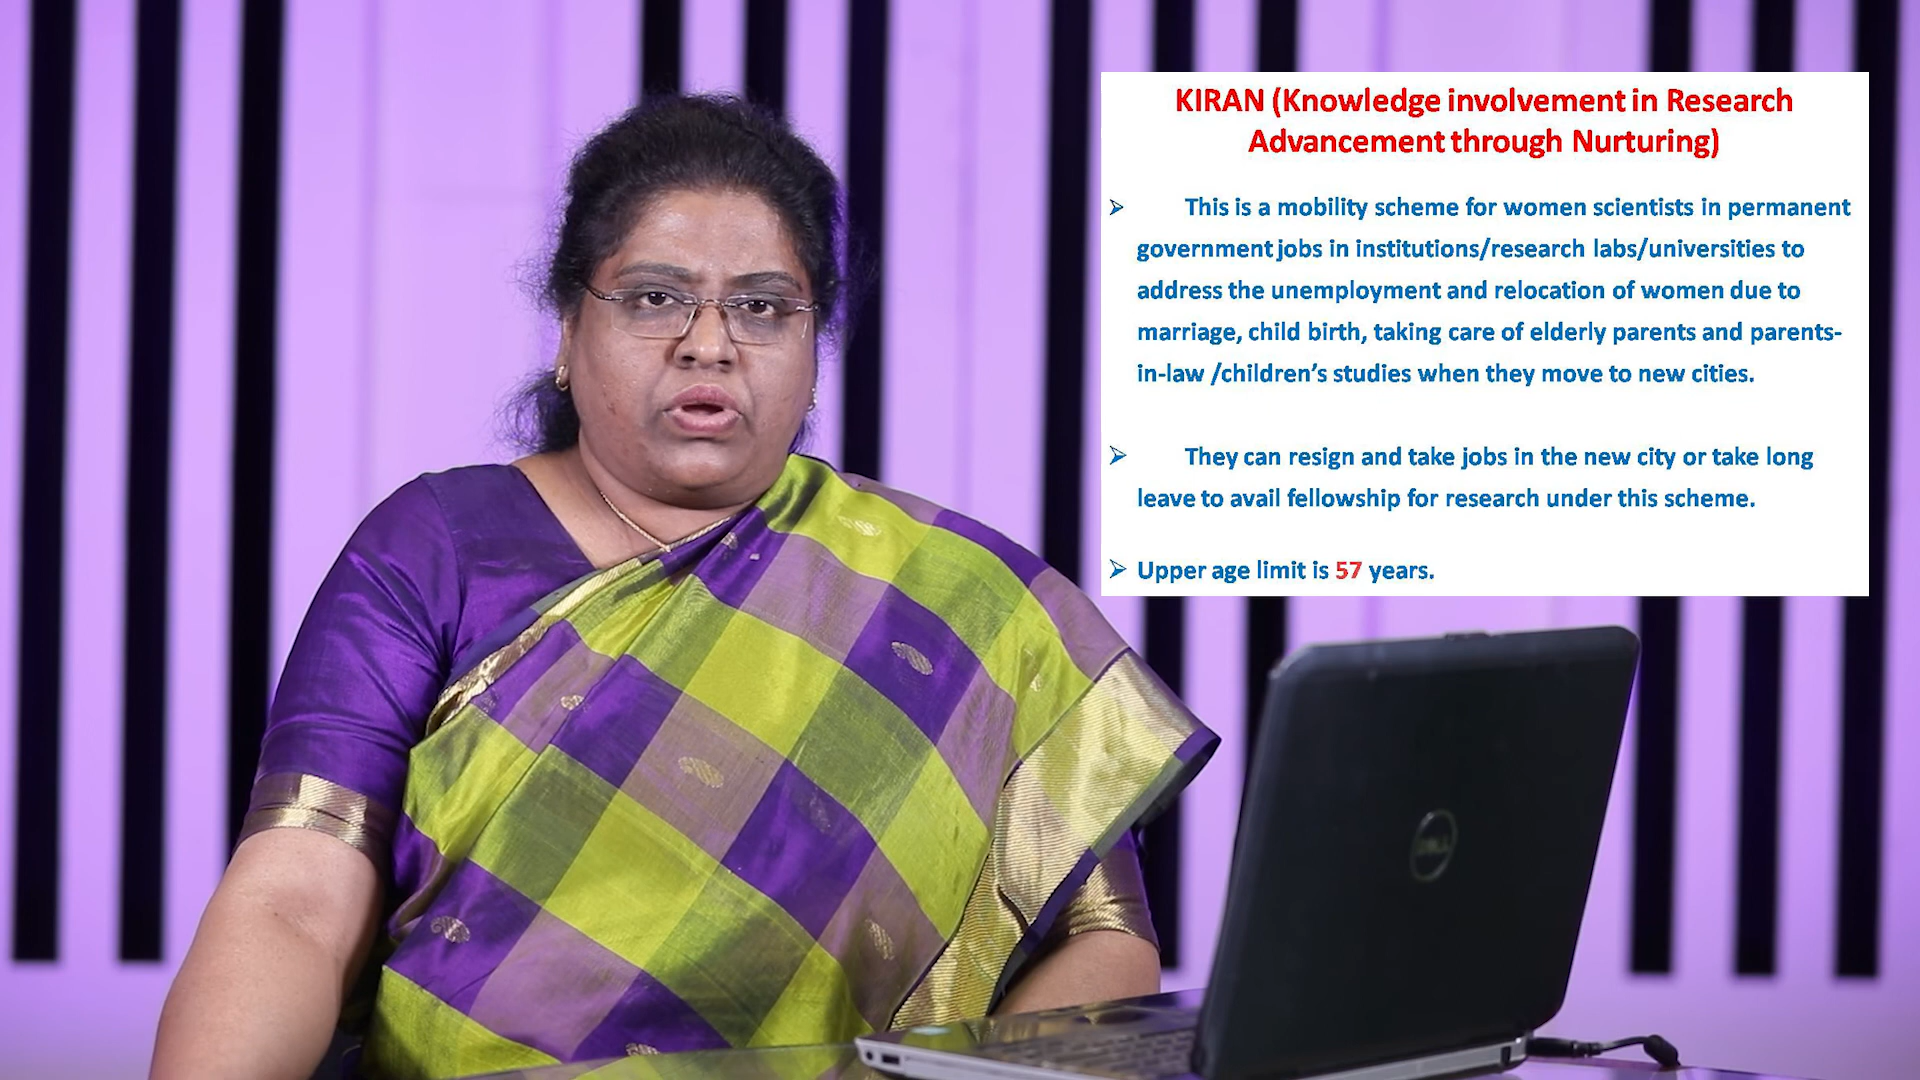 KIRAN (Knowledge involvement in Research
Advancement through Nurturing)
➢ This is a mobility scheme for women scientists in permanent
government jobs in institutions/research labs/universities to
address the unemployment and relocation of women due to
marriage, child birth, taking care of elderly parents and parents-
in-law /children’s studies when they move to new cities.
➢ They can resign and take jobs in the new city or take long
leave to avail fellowship for research under this scheme.
➢ Upper age limit is 57 years.
DELL